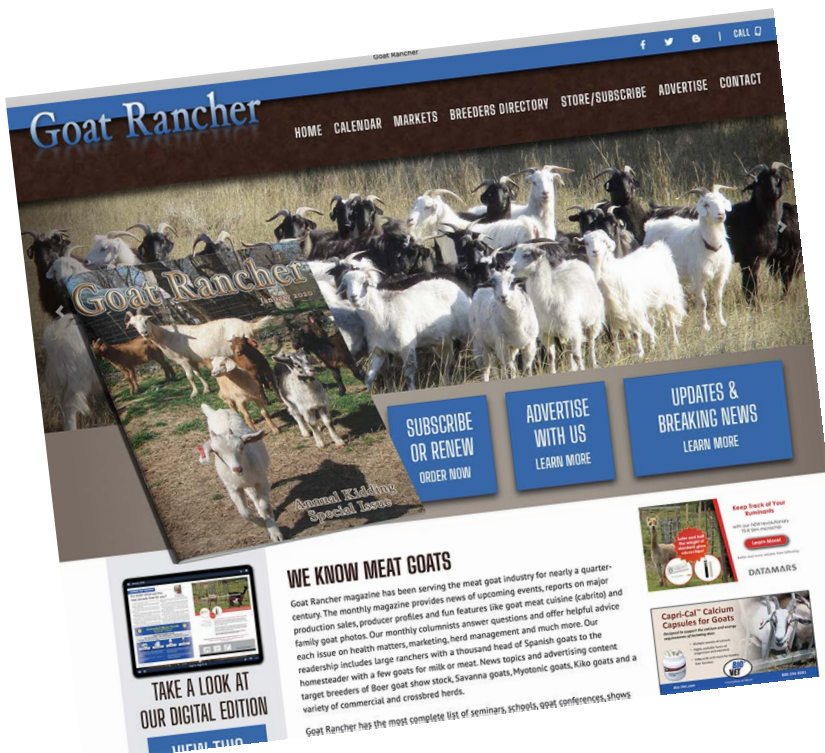 Goat Rancher
CALL
Goat Rancher
HOME CALENDAR MARKETS BREEDERS DIRECTORY STORE/SUBSCRIBE ADVERTISE CONTACT
Goat Rancher
January 2020
Annual Kidding
Special Issue
SUBSCRIBE
OR RENEW
ORDER NOW
ADVERTISE
WITH US
LEARN MORE
UPDATES &
BREAKING NEWS
LEARN MORE
TAKE A LOOK AT
OUR DIGITAL EDITION
WE KNOW MEAT GOATS
Goat Rancher magazine has been serving the meat goat industry for nearly a quarter-
century. The monthly magazine provides news of upcoming events, reports on major
production sales, producer profiles and fun features like goat meat cuisine (cabrito) and
family goat photos. Our monthly columnists answer questions and offer helpful advice
each issue on health matters, marketing, herd management and much more. Our
readership includes large ranchers with a thousand head of Spanish goats to the
homesteader with a few goats for milk or meat. News topics and advertising content
target breeders of Boer goat show stock, Savanna goats, Myotonic goats, Kiko goats and a
variety of commercial and crossbred herds.
Goat Rancher has the most complete list of seminars, schools, goat conferences, shows
Keep Track of Your
Ruminants
Learn More!
DATAMARS
Capri-Cal™ Calcium
Capsules for Goats
BIO
VET